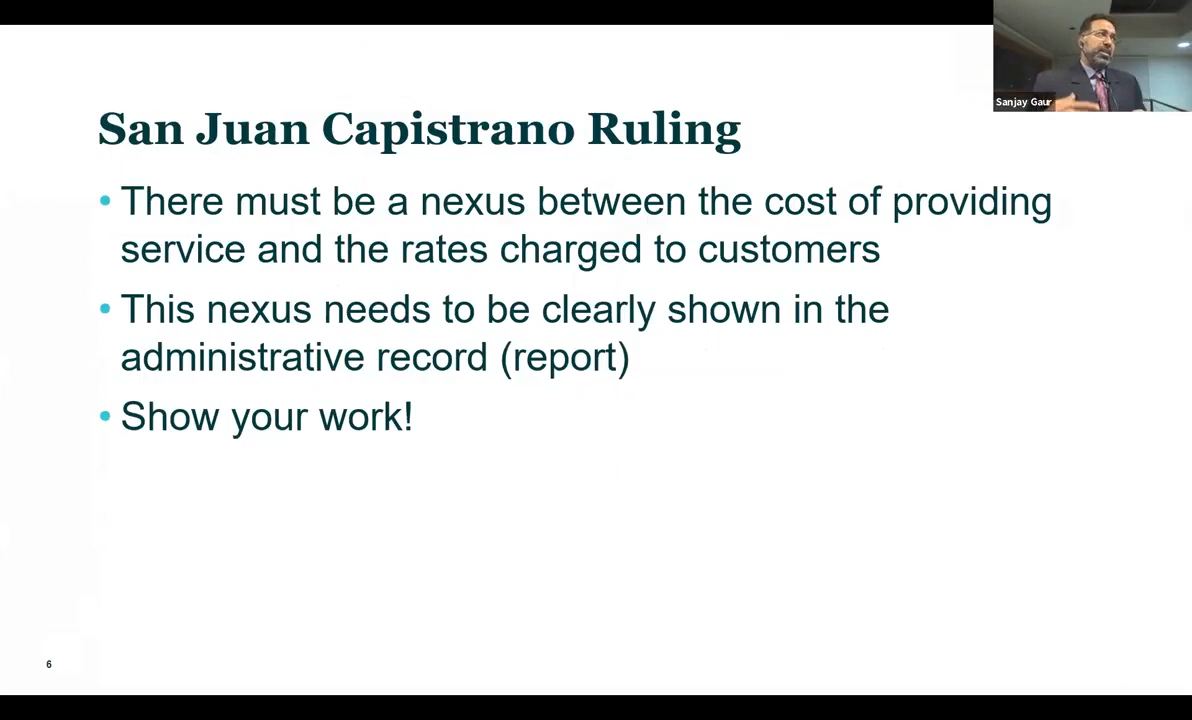 Sanjay Gaur
San Juan Capistrano Ruling
• There must be a nexus between the cost of providing
service and the rates charged to customers
• This nexus needs to be clearly shown in the
administrative record (report)
• Show your work!
6